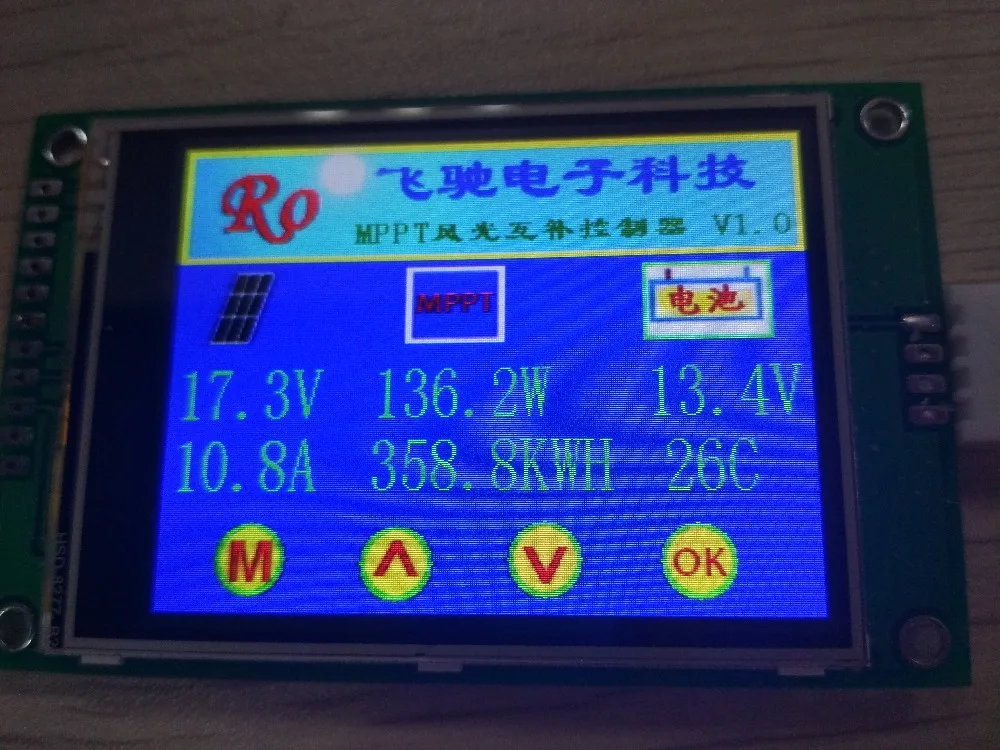 Ro 飞驰电子科技
MPPT风光互补控制器 V1.0
MPPT 电池
17.3V 136.2W 13.4V
10.8A 358.8KWH 26C
M OK